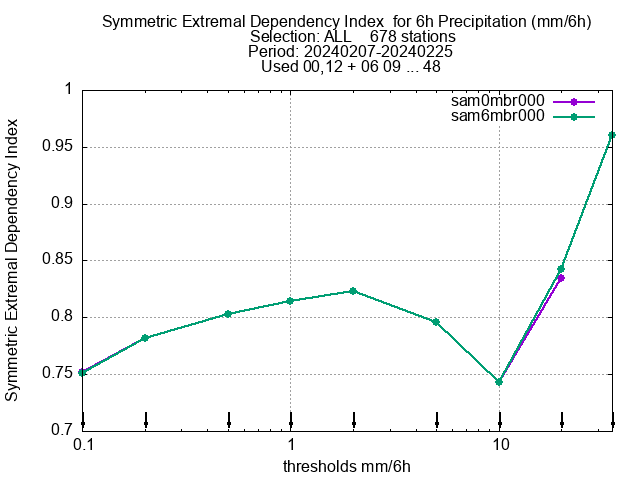 Symmetric Extremal Dependency Index  for 6h Precipitation (mm/6h)
Selection: ALL    678 stations
Period: 20240207-20240225
Used 00,12 + 06 09 ... 48
sam0mbr000
sam6mbr000
Symmetric Extremal Dependency Index
1
0.95
0.9
0.85
0.8
0.75
0.7
0.1 1 10
thresholds mm/6h